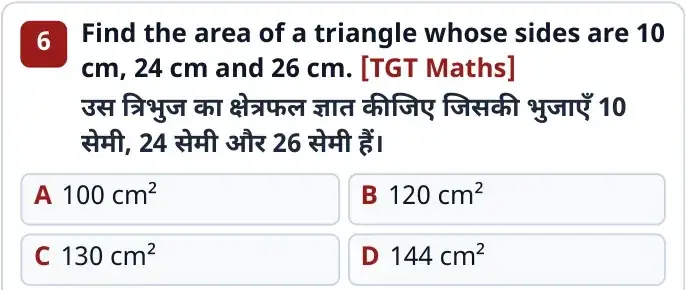 6 Find the area of a triangle whose sides are 10
cm, 24 cm and 26 cm. [TGT Maths]
उस त्रिभुज का क्षेत्रफल ज्ञात कीजिए जिसकी भुजाएँ 10
सेमी, 24 सेमी और 26 सेमी हैं।
A 100 cm²
B 120 cm²
C 130 cm²
D 144 cm²